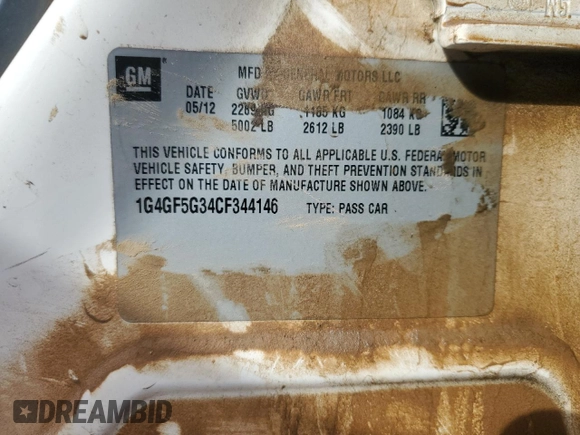 GM
MFD BY GENERAL MOTORS LLC
DATE GVWR GAWR FRT GAWR RR
05/12 2269 KG 1185 KG 1084 KG
5002 LB 2612 LB 2390 LB
THIS VEHICLE CONFORMS TO ALL APPLICABLE U.S. FEDERAL MOTOR
VEHICLE SAFETY, BUMPER, AND THEFT PREVENTION STANDARDS IN
EFFECT ON THE DATE OF MANUFACTURE SHOWN ABOVE.
1G4GF5G34CF344146 TYPE: PASS CAR
DREAMBID